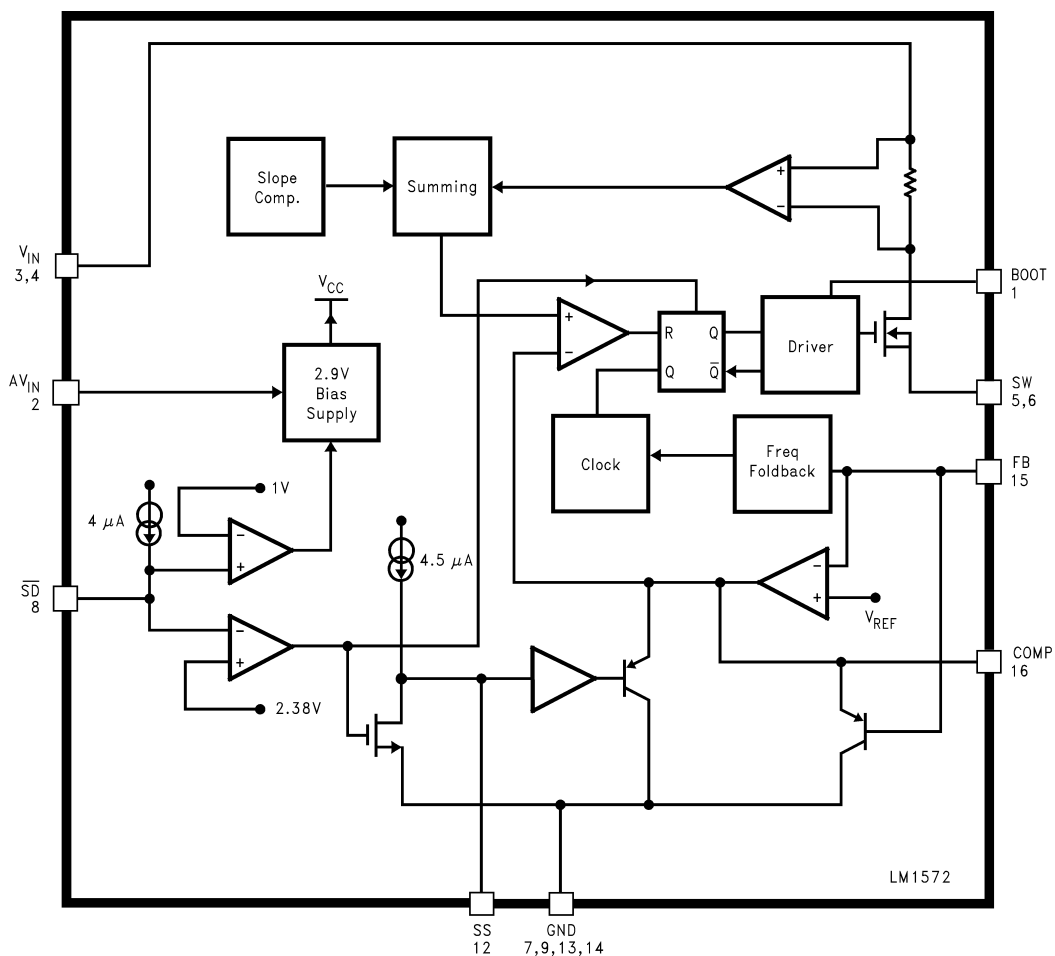 Slope
Comp.
Summing
+
−
V_IN
3,4
V_CC
BOOT
1
+
−
R
Q
Q
Q̅
Driver
AV_IN
2
2.9V
Bias
Supply
SW
5,6
Clock
Freq
Foldback
FB
15
1V
4 μA
−
+
4.5 μA
S̅D̅
8
−
+
V_REF
−
+
2.38V
COMP
16
LM1572
SS
12
GND
7,9,13,14